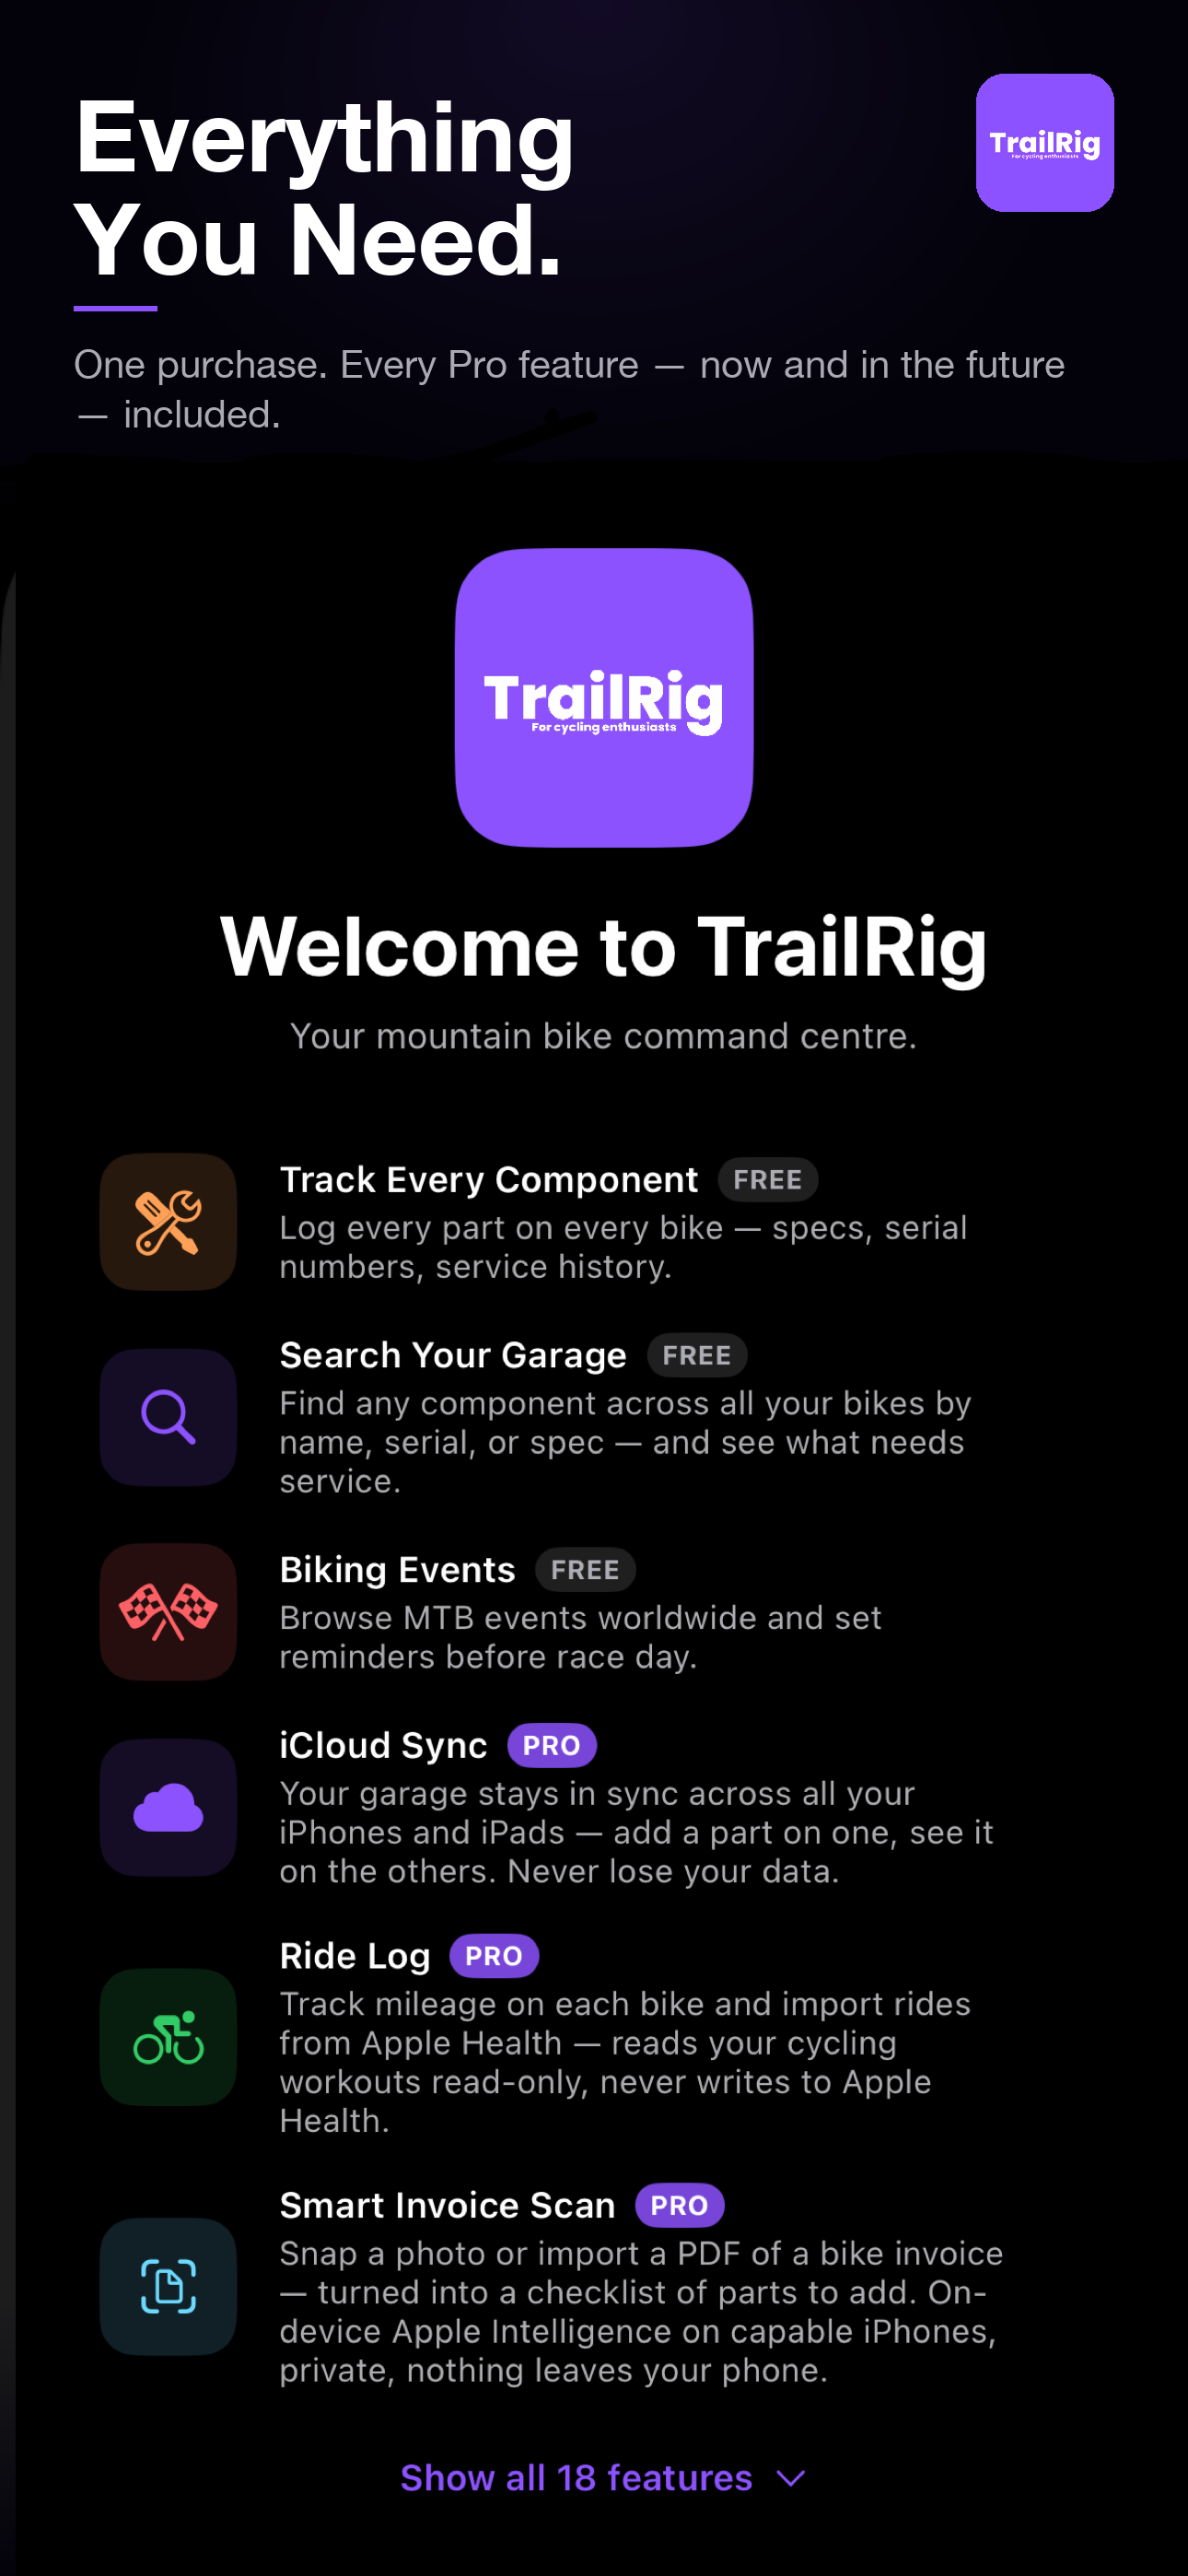 Everything
You Need.
TrailRig
For cycling enthusiasts
One purchase. Every Pro feature — now and in the future
— included.
TrailRig
For cycling enthusiasts
Welcome to TrailRig
Your mountain bike command centre.
Track Every Component FREE
Log every part on every bike — specs, serial
numbers, service history.
Search Your Garage FREE
Find any component across all your bikes by
name, serial, or spec — and see what needs
service.
Biking Events FREE
Browse MTB events worldwide and set
reminders before race day.
iCloud Sync PRO
Your garage stays in sync across all your
iPhones and iPads — add a part on one, see it
on the others. Never lose your data.
Ride Log PRO
Track mileage on each bike and import rides
from Apple Health — reads your cycling
workouts read-only, never writes to Apple
Health.
Smart Invoice Scan PRO
Snap a photo or import a PDF of a bike invoice
— turned into a checklist of parts to add. On-
device Apple Intelligence on capable iPhones,
private, nothing leaves your phone.
Show all 18 features